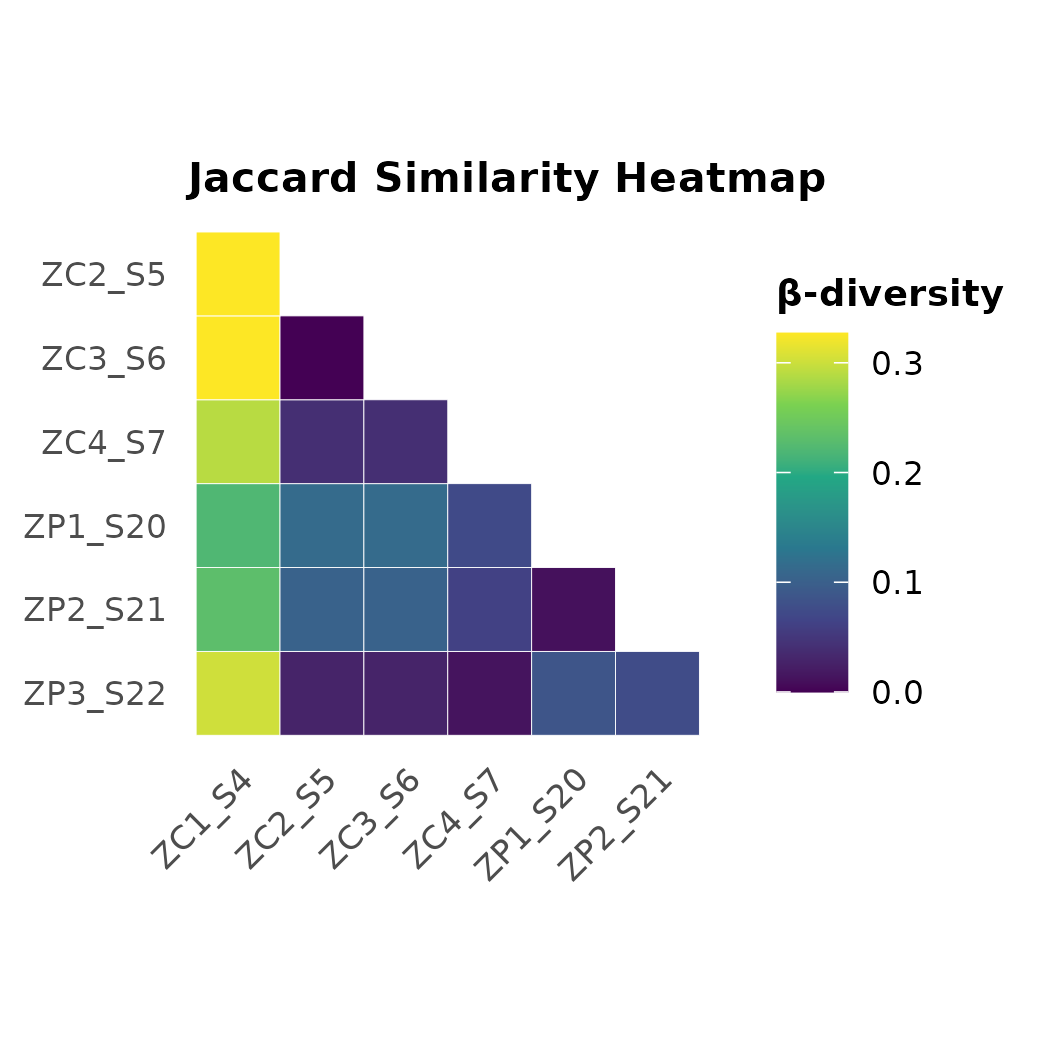 Jaccard Similarity Heatmap
ZC2_S5
ZC3_S6
ZC4_S7
ZP1_S20
ZP2_S21
ZP3_S22
ZC1_S4
ZC2_S5
ZC3_S6
ZC4_S7
ZP1_S20
ZP2_S21
β-diversity
0.3
0.2
0.1
0.0